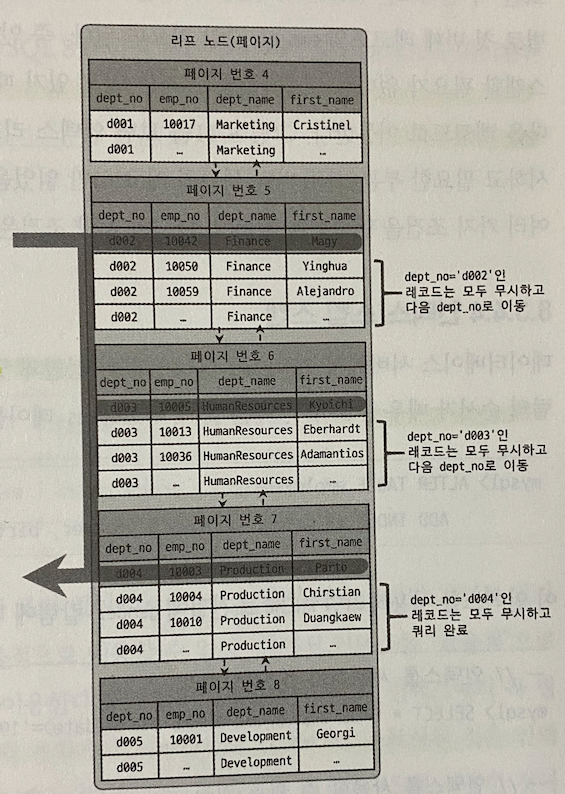 리프 노드(페이지)
페이지 번호 4
dept_no emp_no dept_name first_name
d001 10017 Marketing Cristinel
d001 … Marketing …
페이지 번호 5
dept_no emp_no dept_name first_name
d002 10042 Finance Magy
d002 10050 Finance Yinghua
d002 10059 Finance Alejandro
d002 … Finance …
dept_no='d002'인
레코드는 모두 무시하고
다음 dept_no로 이동
페이지 번호 6
dept_no emp_no dept_name first_name
d003 10005 HumanResources Kyoichi
d003 10013 HumanResources Eberhardt
d003 10036 HumanResources Adamantios
d003 … HumanResources …
dept_no='d003'인
레코드는 모두 무시하고
다음 dept_no로 이동
페이지 번호 7
dept_no emp_no dept_name first_name
d004 10003 Production Parto
d004 10004 Production Chirstian
d004 10010 Production Duangkaew
d004 … Production …
dept_no='d004'인
레코드는 모두 무시하고
쿼리 완료
페이지 번호 8
dept_no emp_no dept_name first_name
d005 10001 Development Georgi
d005 … Development …